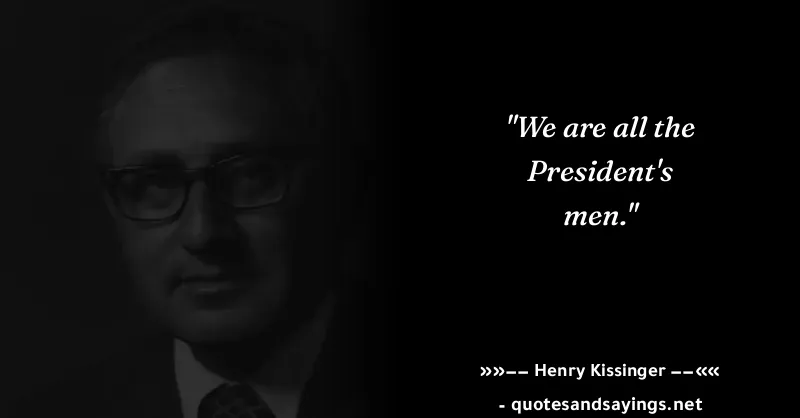 "We are all the
President's
men."
»»−− Henry Kissinger −−««
- quotesandsayings.net